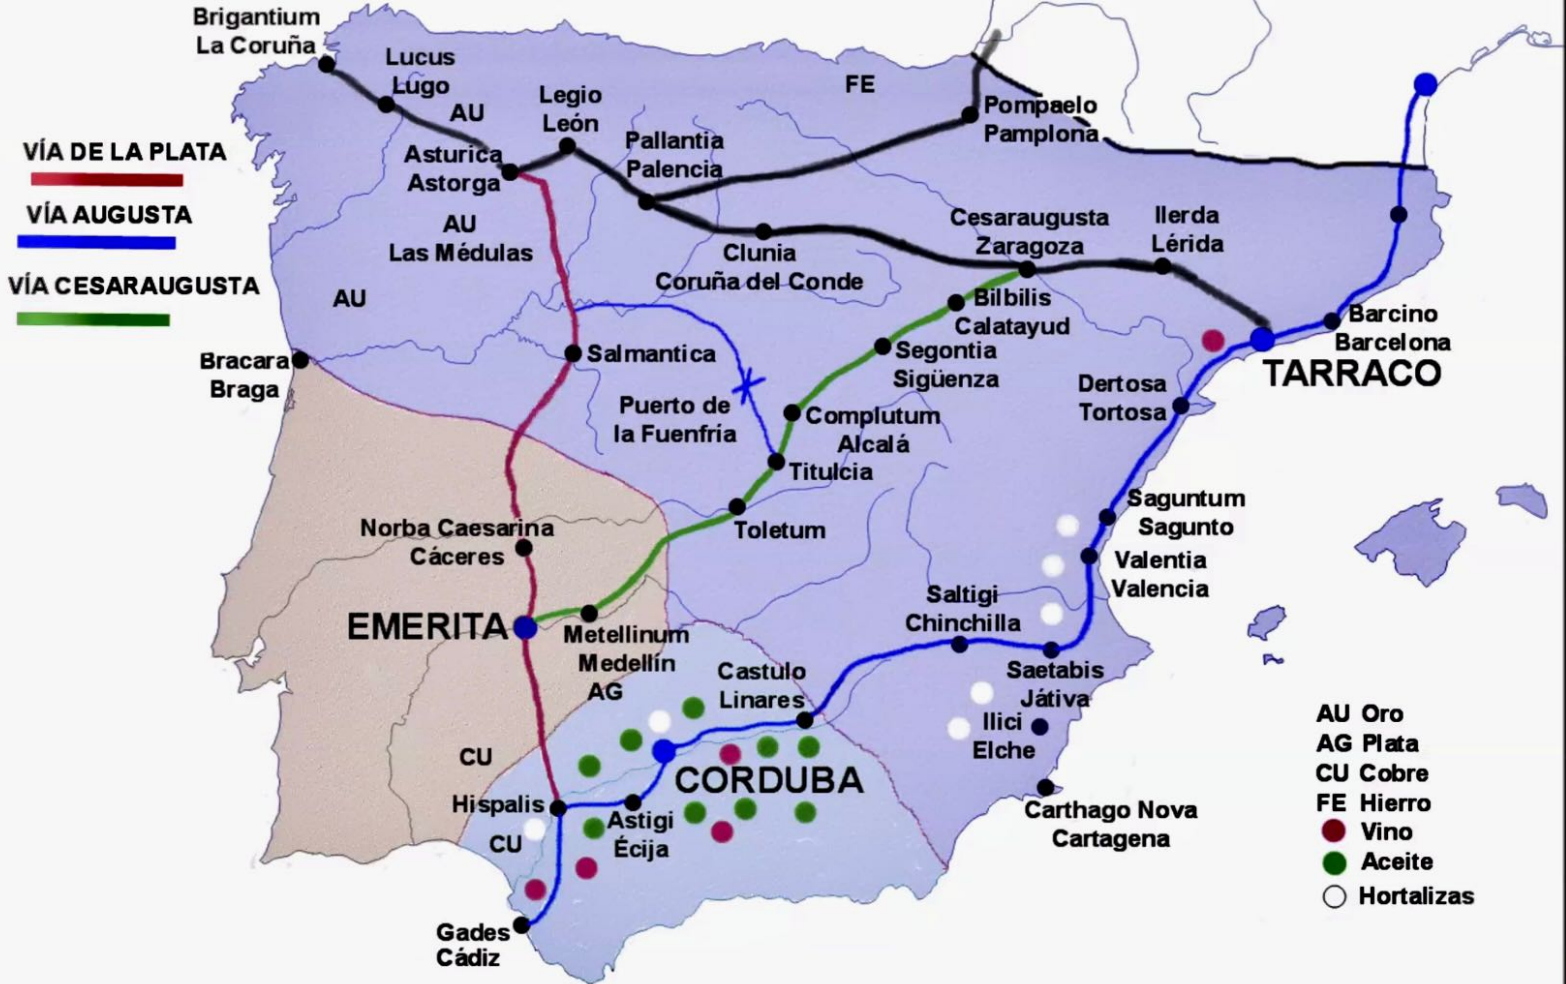 Brigantium
La Coruña
Lucus
Lugo
AU
Legio
León
FE
Pompaelo
Pamplona
VÍA DE LA PLATA
Asturica
Astorga
Pallantia
Palencia
VÍA AUGUSTA
AU
Las Médulas
Cesaraugusta
Zaragoza
Ilerda
Lérida
Clunia
Coruña del Conde
VÍA CESARAUGUSTA
AU
Bilbilis
Calatayud
Barcino
Barcelona
Bracara
Braga
Salmantica
Segontia
Sigüenza
TARRACO
Dertosa
Tortosa
Puerto de
la Fuenfría
Complutum
Alcalá
Titulcia
Toletum
Saguntum
Sagunto
Norba Caesarina
Cáceres
Valentia
Valencia
Saltigi
Chinchilla
EMERITA
Metellinum
Medellín
AG
Castulo
Linares
Saetabis
Játiva
Ilici
Elche
CU
CORDUBA
Hispalis
Astigi
Écija
CU
Carthago Nova
Cartagena
Gades
Cádiz
AU Oro
AG Plata
CU Cobre
FE Hierro
Vino
Aceite
Hortalizas